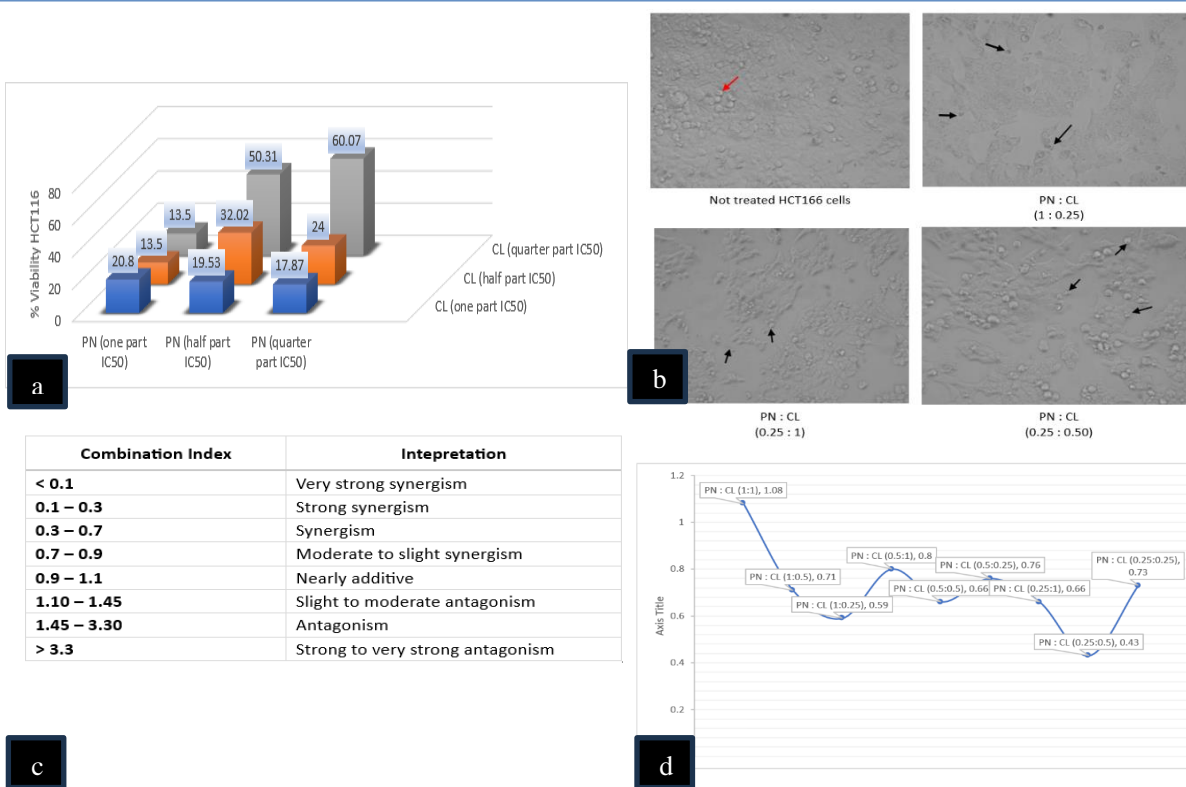 % Viability HCT116
80
60
40
20
0
20.8
19.53
17.87
13.5
32.02
24
13.5
50.31
60.07
CL (quarter part IC50)
CL (half part IC50)
CL (one part IC50)
PN (one part
IC50)
PN (half part
IC50)
PN (quarter
part IC50)
a
Not treated HCT166 cells
PN : CL
(1 : 0.25)
PN : CL
(0.25 : 1)
PN : CL
(0.25 : 0.50)
b
Combination Index Intepretation
< 0.1 Very strong synergism
0.1 – 0.3 Strong synergism
0.3 – 0.7 Synergism
0.7 – 0.9 Moderate to slight synergism
0.9 – 1.1 Nearly additive
1.10 – 1.45 Slight to moderate antagonism
1.45 – 3.30 Antagonism
> 3.3 Strong to very strong antagonism
c
Axis Title
1.2
1
0.8
0.6
0.4
0.2
PN : CL (1:1), 1.08
PN : CL (1:0.5), 0.71
PN : CL (1:0.25), 0.59
PN : CL (0.5:1), 0.8
PN : CL (0.5:0.5), 0.66
PN : CL (0.5:0.25), 0.76
PN : CL (0.25:1), 0.66
PN : CL (0.25:0.5), 0.43
PN : CL (0.25:0.25),
0.73
d